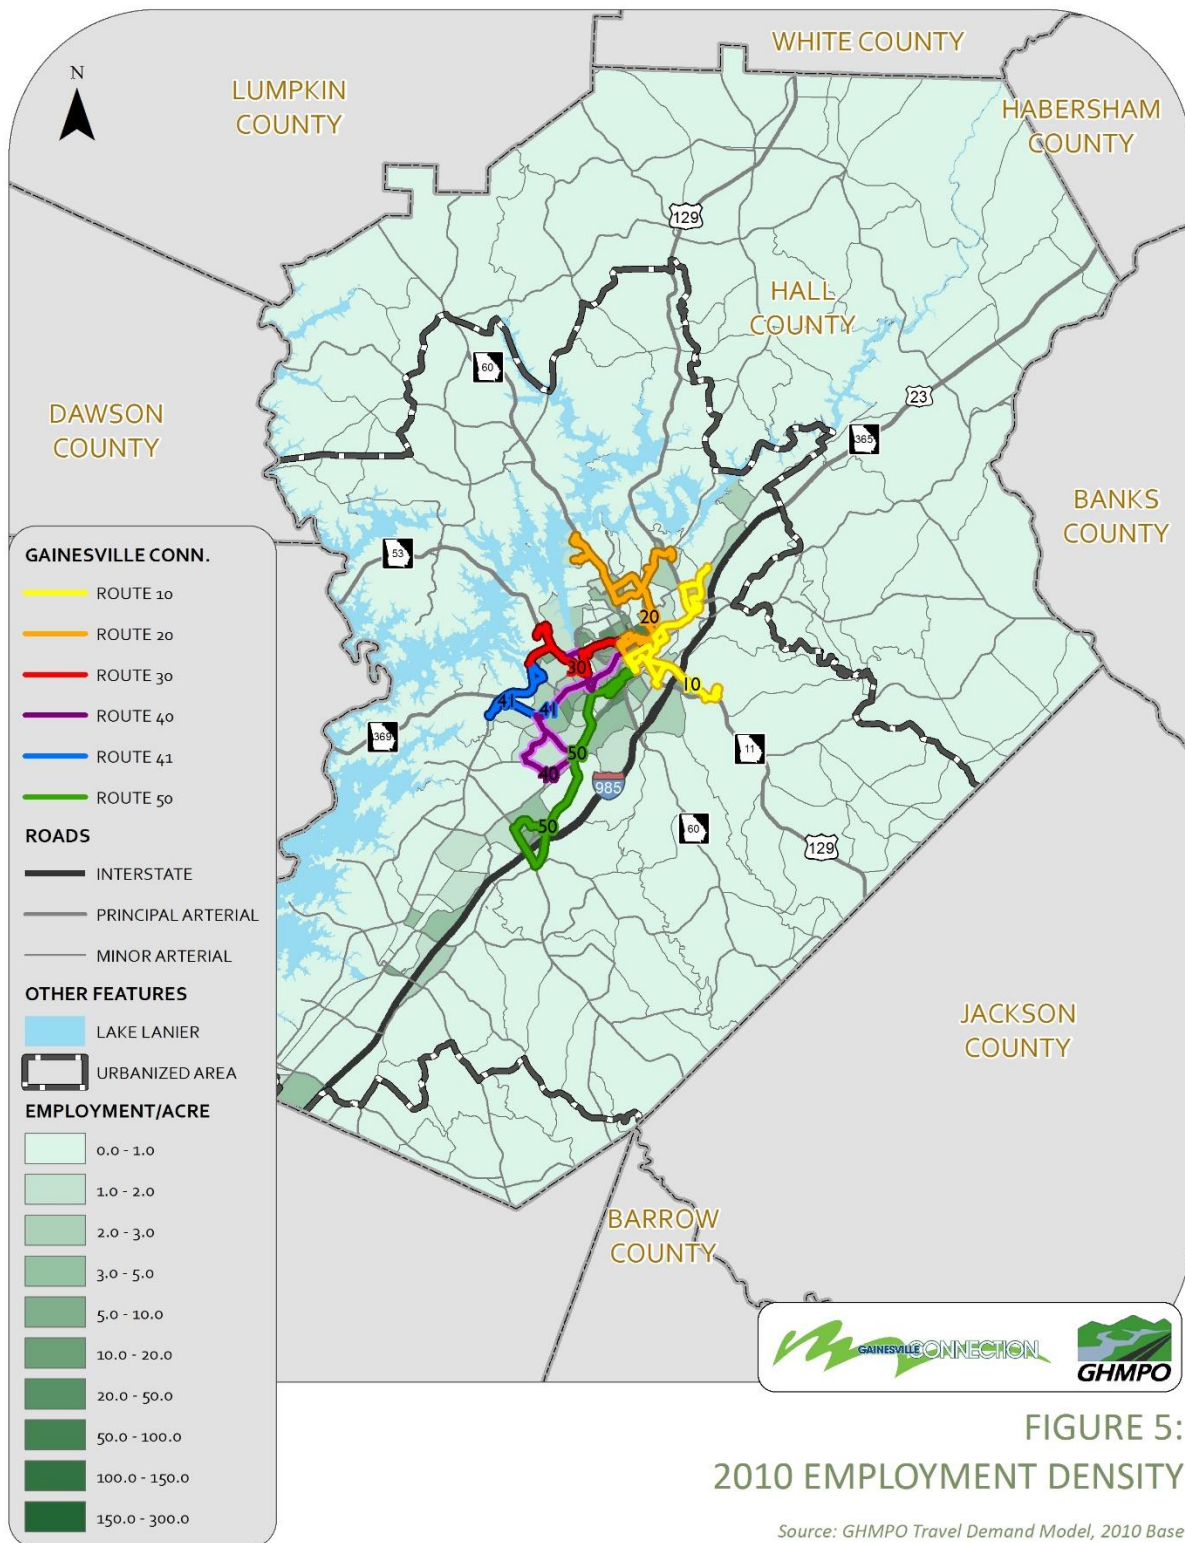 WHITE COUNTY
N
LUMPKIN
COUNTY
HABERSHAM
COUNTY
129
HALL
COUNTY
60
23
DAWSON
COUNTY
365
BANKS
COUNTY
53
20
30
10
41
41
369
11
50
40
985
60
50
129
JACKSON
COUNTY
BARROW
COUNTY
GAINESVILLE CONN.
ROUTE 10
ROUTE 20
ROUTE 30
ROUTE 40
ROUTE 41
ROUTE 50
ROADS
INTERSTATE
PRINCIPAL ARTERIAL
MINOR ARTERIAL
OTHER FEATURES
LAKE LANIER
URBANIZED AREA
EMPLOYMENT/ACRE
0.0 - 1.0
1.0 - 2.0
2.0 - 3.0
3.0 - 5.0
5.0 - 10.0
10.0 - 20.0
20.0 - 50.0
50.0 - 100.0
100.0 - 150.0
150.0 - 300.0
GAINESVILLE CONNECTION
GHMPO
FIGURE 5:
2010 EMPLOYMENT DENSITY
Source: GHMPO Travel Demand Model, 2010 Base